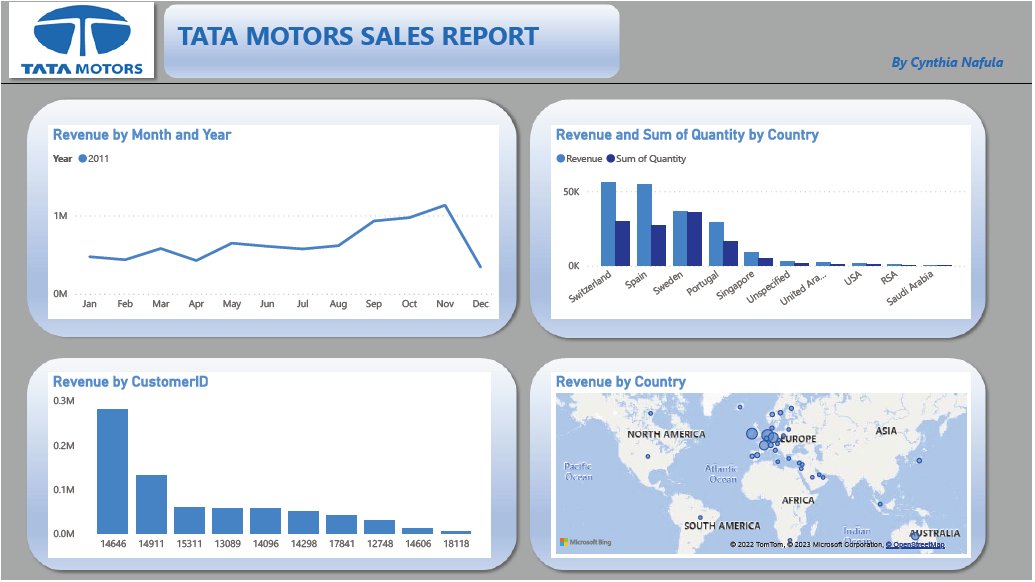 TATA MOTORS
TATA MOTORS SALES REPORT
By Cynthia Nafula
Revenue by Month and Year
Year 2011
1M
0M
Jan Feb Mar Apr May Jun Jul Aug Sep Oct Nov Dec
Revenue and Sum of Quantity by Country
Revenue Sum of Quantity
50K
0K
Switzerland Spain Sweden Portugal Singapore Unspecified United Ara... USA RSA Saudi Arabia
Revenue by CustomerID
0.3M
0.2M
0.1M
0.0M
14646 14911 15311 13089 14096 14298 17841 12748 14606 18118
Revenue by Country
NORTH AMERICA
EUROPE
ASIA
Pacific
Ocean
Atlantic
Ocean
AFRICA
SOUTH AMERICA
Indian
Ocean
AUSTRALIA
Microsoft Bing
© 2022 TomTom, © 2023 Microsoft Corporation, © OpenStreetMap